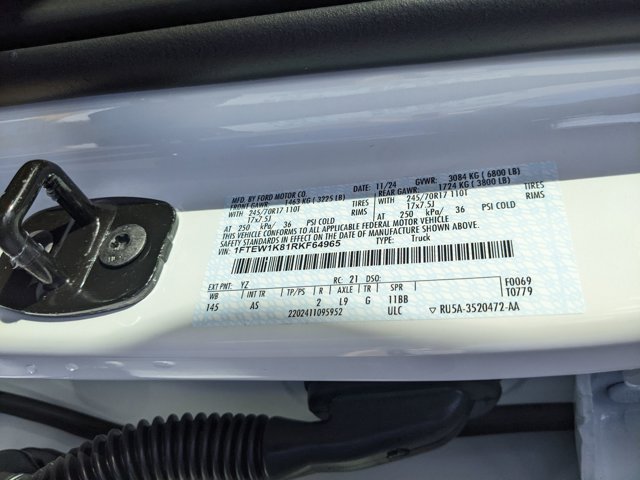 MFD. BY FORD MOTOR CO. DATE: 11/24 GVWR: 3084 KG ( 6800 LB)
FRONT GAWR: 1463 KG ( 3225 LB) REAR GAWR: 1724 KG ( 3800 LB)
WITH 245/70R17 110T TIRES WITH 245/70R17 110T TIRES
17x7.5J RIMS 17x7.5J RIMS
AT 250 kPa/ 36 PSI COLD AT 250 kPa/ 36 PSI COLD
THIS VEHICLE CONFORMS TO ALL APPLICABLE FEDERAL MOTOR VEHICLE
SAFETY STANDARDS IN EFFECT ON THE DATE OF MANUFACTURE SHOWN ABOVE.
VIN: 1FTEW1K81RKF64965 TYPE: Truck
EXT PNT: YZ RC: 21 DSO: F0069
WB INT TR TP/PS R AXLE TR SPR T0779
145 AS 2 L9 G 11BB
2202411095952 ULC ▽ RU5A-3520472-AA